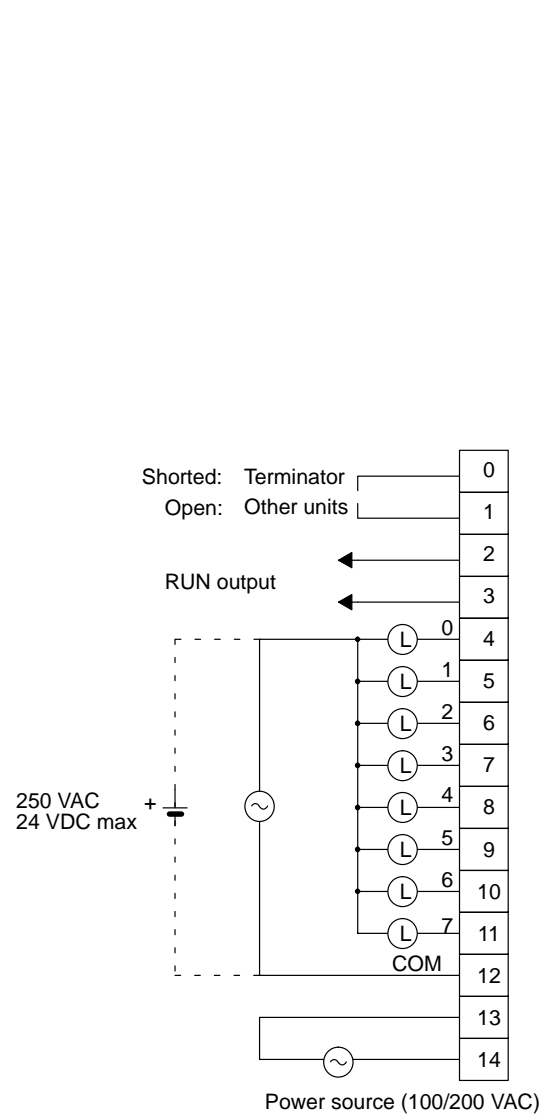 Shorted: Terminator 0
Open: Other units 1
2
RUN output
3
0 4
L
1 5
L
2 6
L
3 7
L
250 VAC + 4 8
24 VDC max L
5 9
L
6 10
L
7 11
L
COM 12
13
14
Power source (100/200 VAC)